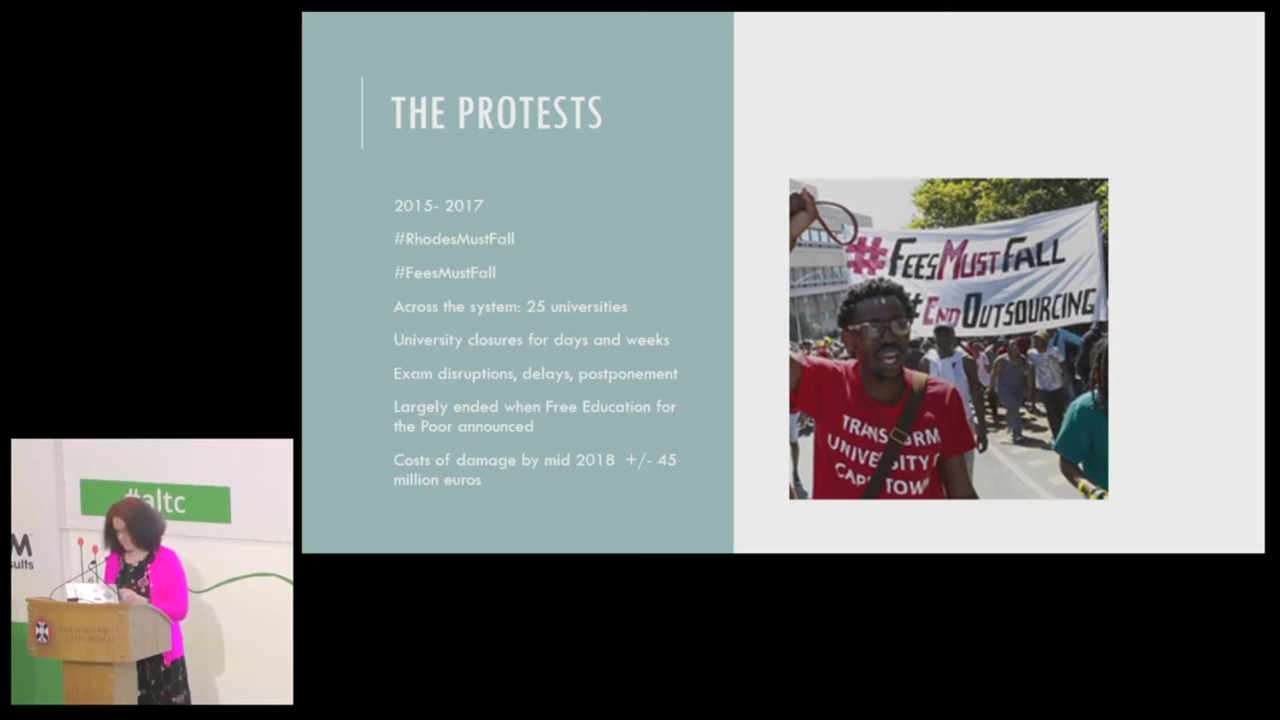 THE PROTESTS
2015- 2017
#RhodesMustFall
#FeesMustFall
Across the system: 25 universities
University closures for days and weeks
Exam disruptions, delays, postponement
Largely ended when Free Education for
the Poor announced
Costs of damage by mid 2018 +/- 45
million euros
#FEESMUSTFALL
#ENDOUTSOURCING
TRANSFORM
UNIVERSITY
CAPE TOWN
#altc